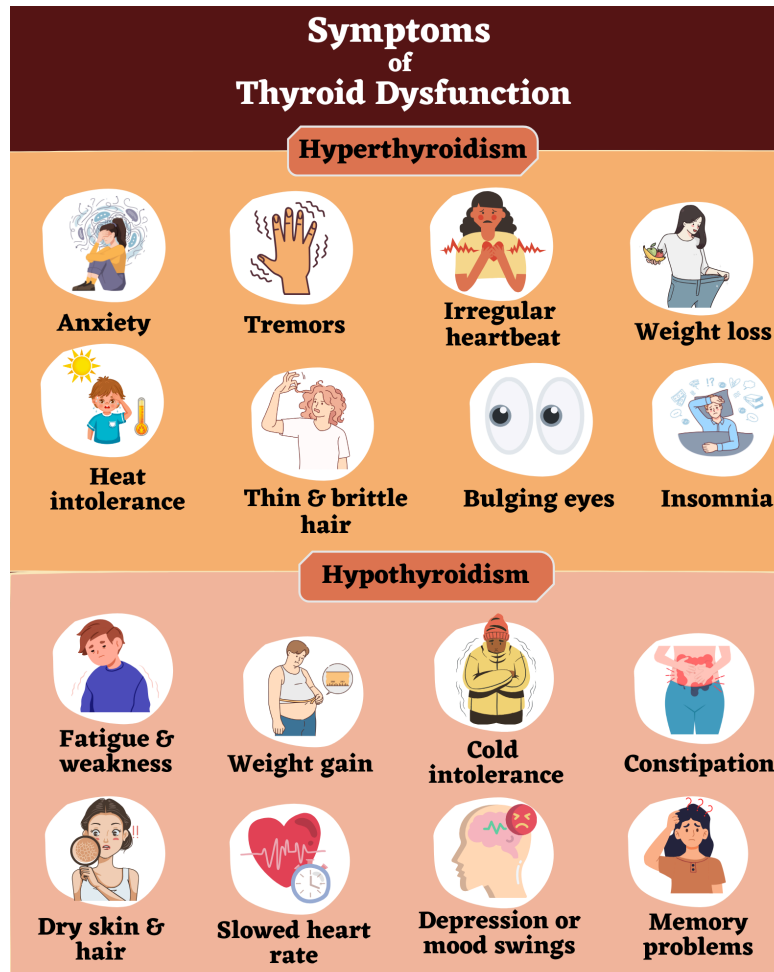 Symptoms
of
Thyroid Dysfunction
Hyperthyroidism
Anxiety
Tremors
Irregular
heartbeat
Weight loss
Heat
intolerance
Thin & brittle
hair
Bulging eyes
Insomnia
Hypothyroidism
Fatigue &
weakness
Weight gain
Cold
intolerance
Constipation
Dry skin &
hair
Slowed heart
rate
Depression or
mood swings
Memory
problems